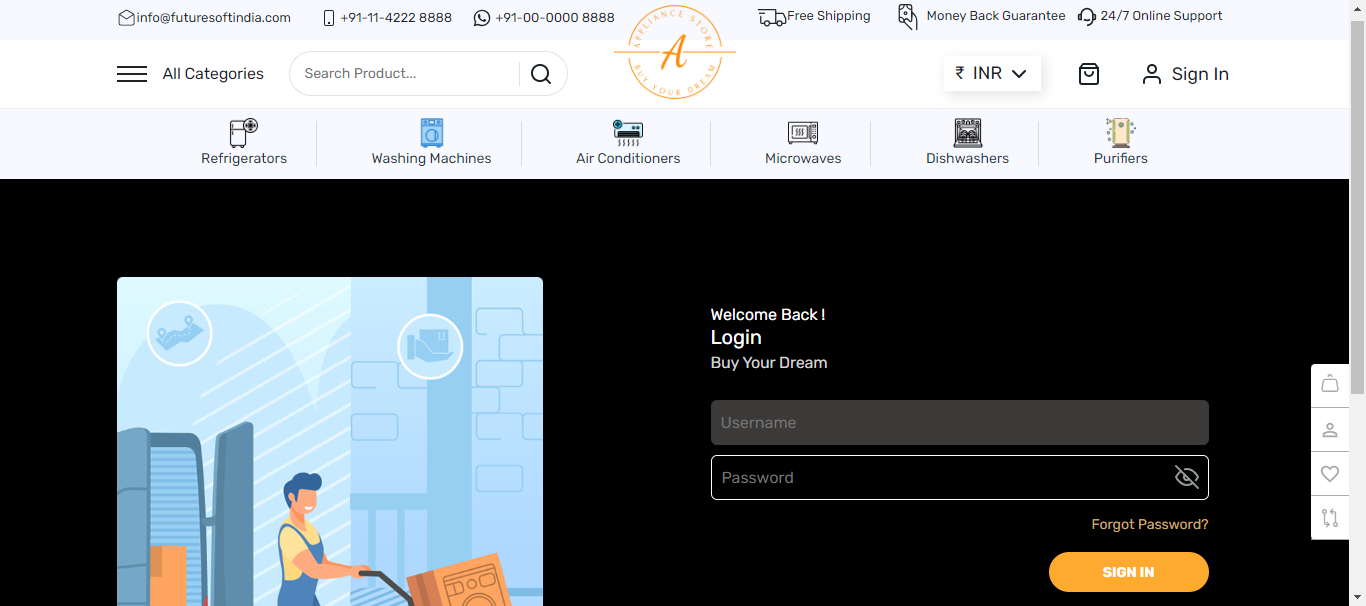 info@futuresoftindia.com
+91-11-4222 8888
+91-00-0000 8888
APPLIANCE STORE
A
BUY YOUR DREAM
Free Shipping
Money Back Guarantee
24/7 Online Support
All Categories
Search Product...
₹ INR
Sign In
Refrigerators
Washing Machines
Air Conditioners
Microwaves
Dishwashers
Purifiers
Welcome Back !
Login
Buy Your Dream
Username
Password
Forgot Password?
SIGN IN